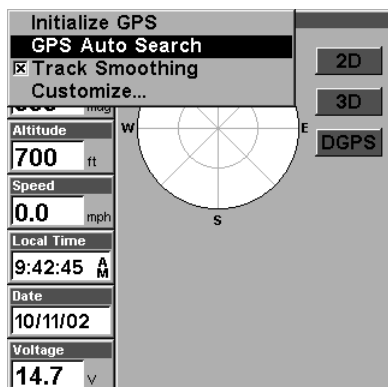 Initialize GPS
GPS Auto Search
Track Smoothing
Customize...
2D
3D
DGPS
W
E
S
Altitude
700 ft
Speed
0.0 mph
Local Time
9:42:45 AM
Date
10/11/02
Voltage
14.7 V